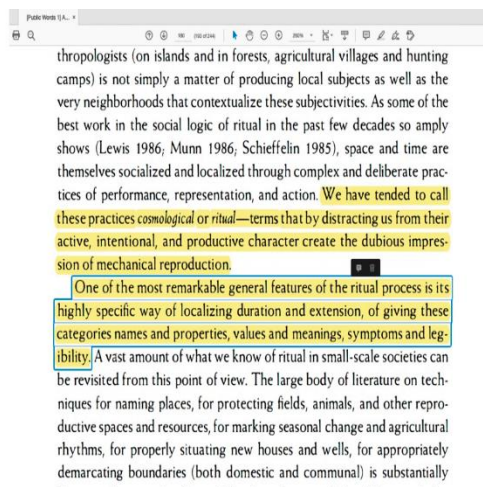 [Public Words 1] A...
thropologists (on islands and in forests, agricultural villages and hunting
camps) is not simply a matter of producing local subjects as well as the
very neighborhoods that contextualize these subjectivities. As some of the
best work in the social logic of ritual in the past few decades so amply
shows (Lewis 1986; Munn 1986; Schieffelin 1985), space and time are
themselves socialized and localized through complex and deliberate prac-
tices of performance, representation, and action. We have tended to call
these practices cosmological or ritual—terms that by distracting us from their
active, intentional, and productive character create the dubious impres-
sion of mechanical reproduction.
One of the most remarkable general features of the ritual process is its
highly specific way of localizing duration and extension, of giving these
categories names and properties, values and meanings, symptoms and leg-
ibility. A vast amount of what we know of ritual in small-scale societies can
be revisited from this point of view. The large body of literature on tech-
niques for naming places, for protecting fields, animals, and other repro-
ductive spaces and resources, for marking seasonal change and agricultural
rhythms, for properly situating new houses and wells, for appropriately
demarcating boundaries (both domestic and communal) is substantially